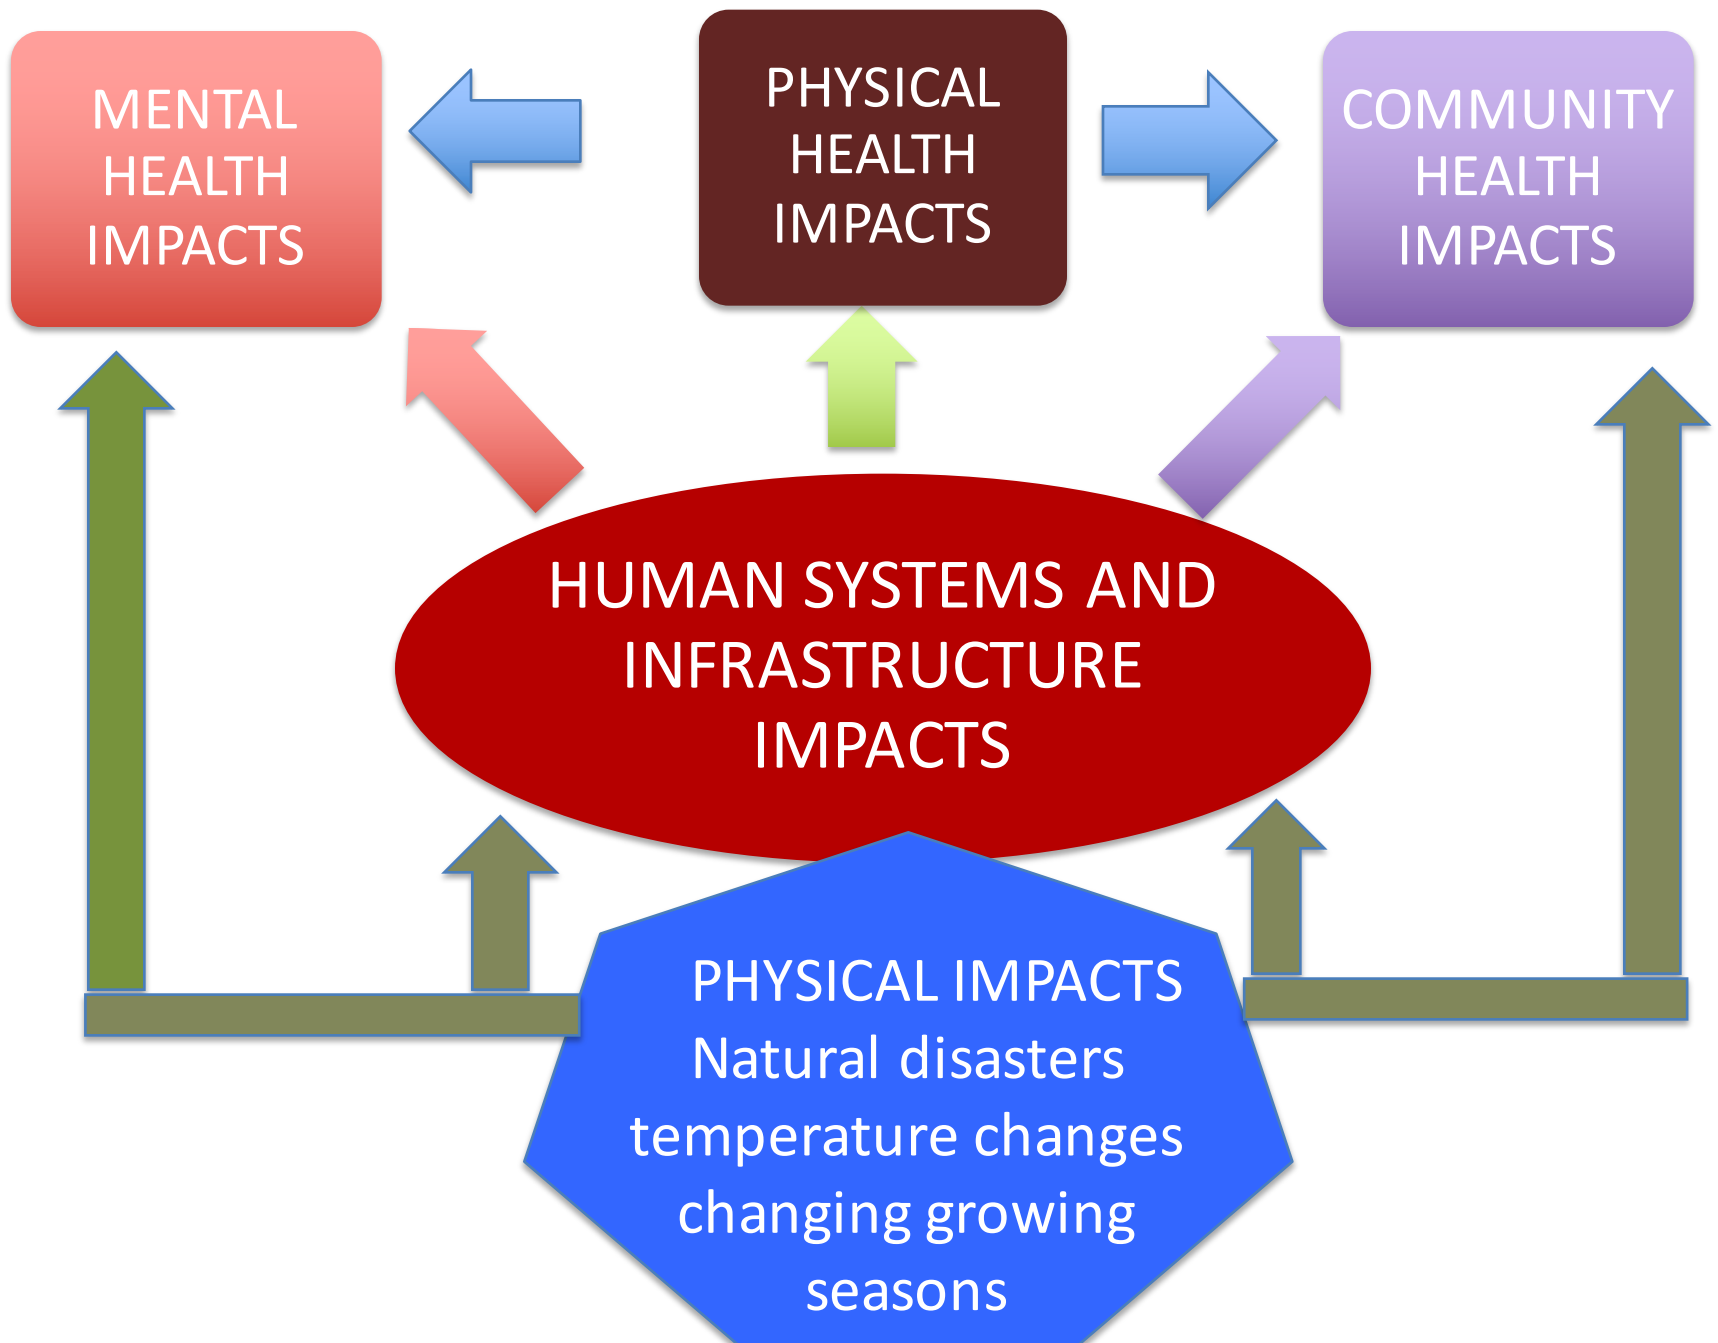 MENTAL
HEALTH
IMPACTS
PHYSICAL
HEALTH
IMPACTS
COMMUNITY
HEALTH
IMPACTS
HUMAN SYSTEMS AND
INFRASTRUCTURE
IMPACTS
PHYSICAL IMPACTS
Natural disasters
temperature changes
changing growing
seasons